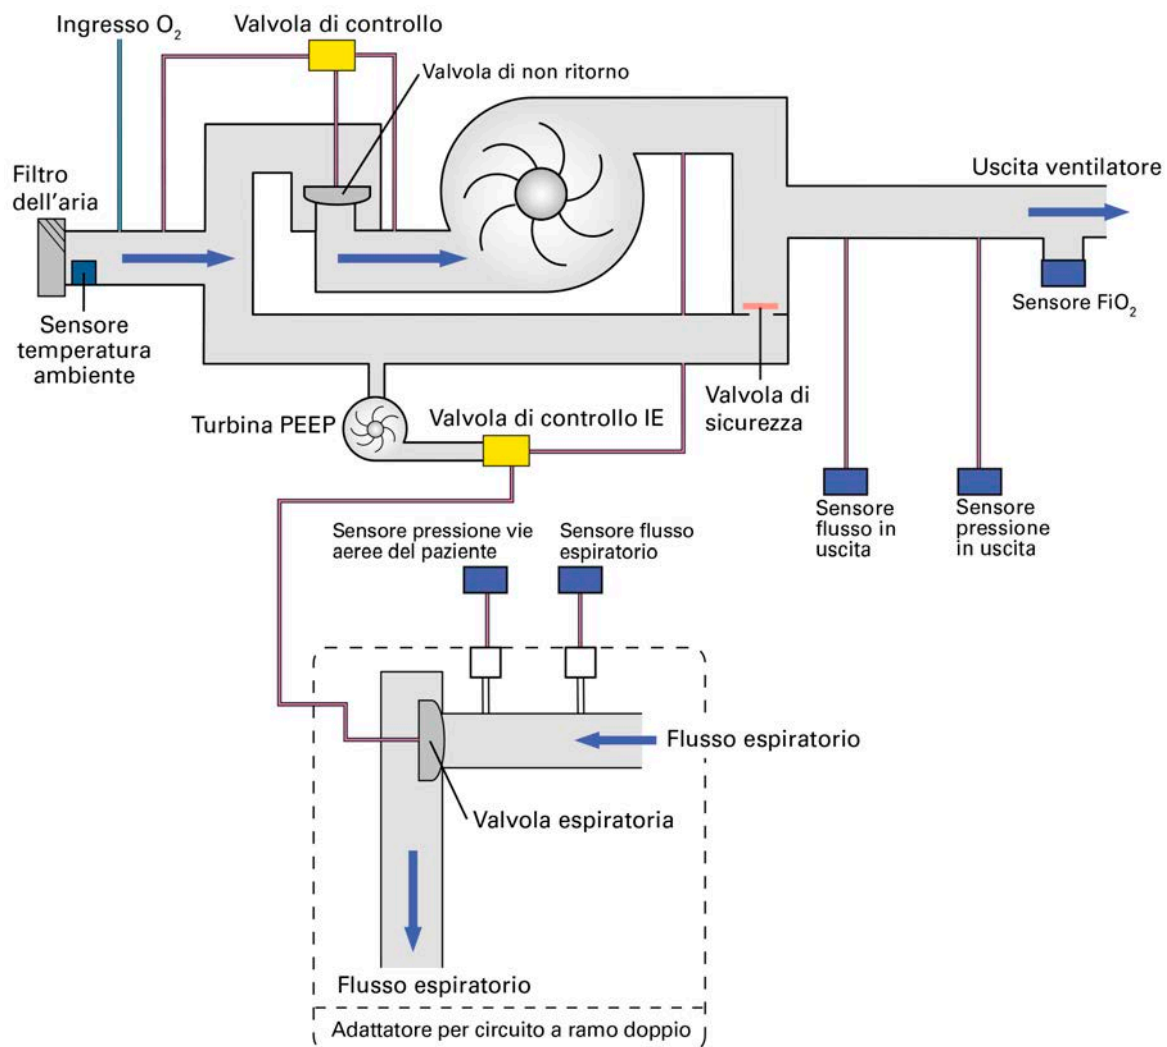 Ingresso O₂
Valvola di controllo
Valvola di non ritorno
Filtro
dell'aria
Uscita ventilatore
Sensore
temperatura
ambiente
Sensore FiO₂
Turbina PEEP
Valvola di controllo IE
Valvola di
sicurezza
Sensore pressione vie
aeree del paziente
Sensore flusso
espiratorio
Sensore
flusso in
uscita
Sensore
pressione
in uscita
Flusso espiratorio
Valvola espiratoria
Flusso espiratorio
Adattatore per circuito a ramo doppio